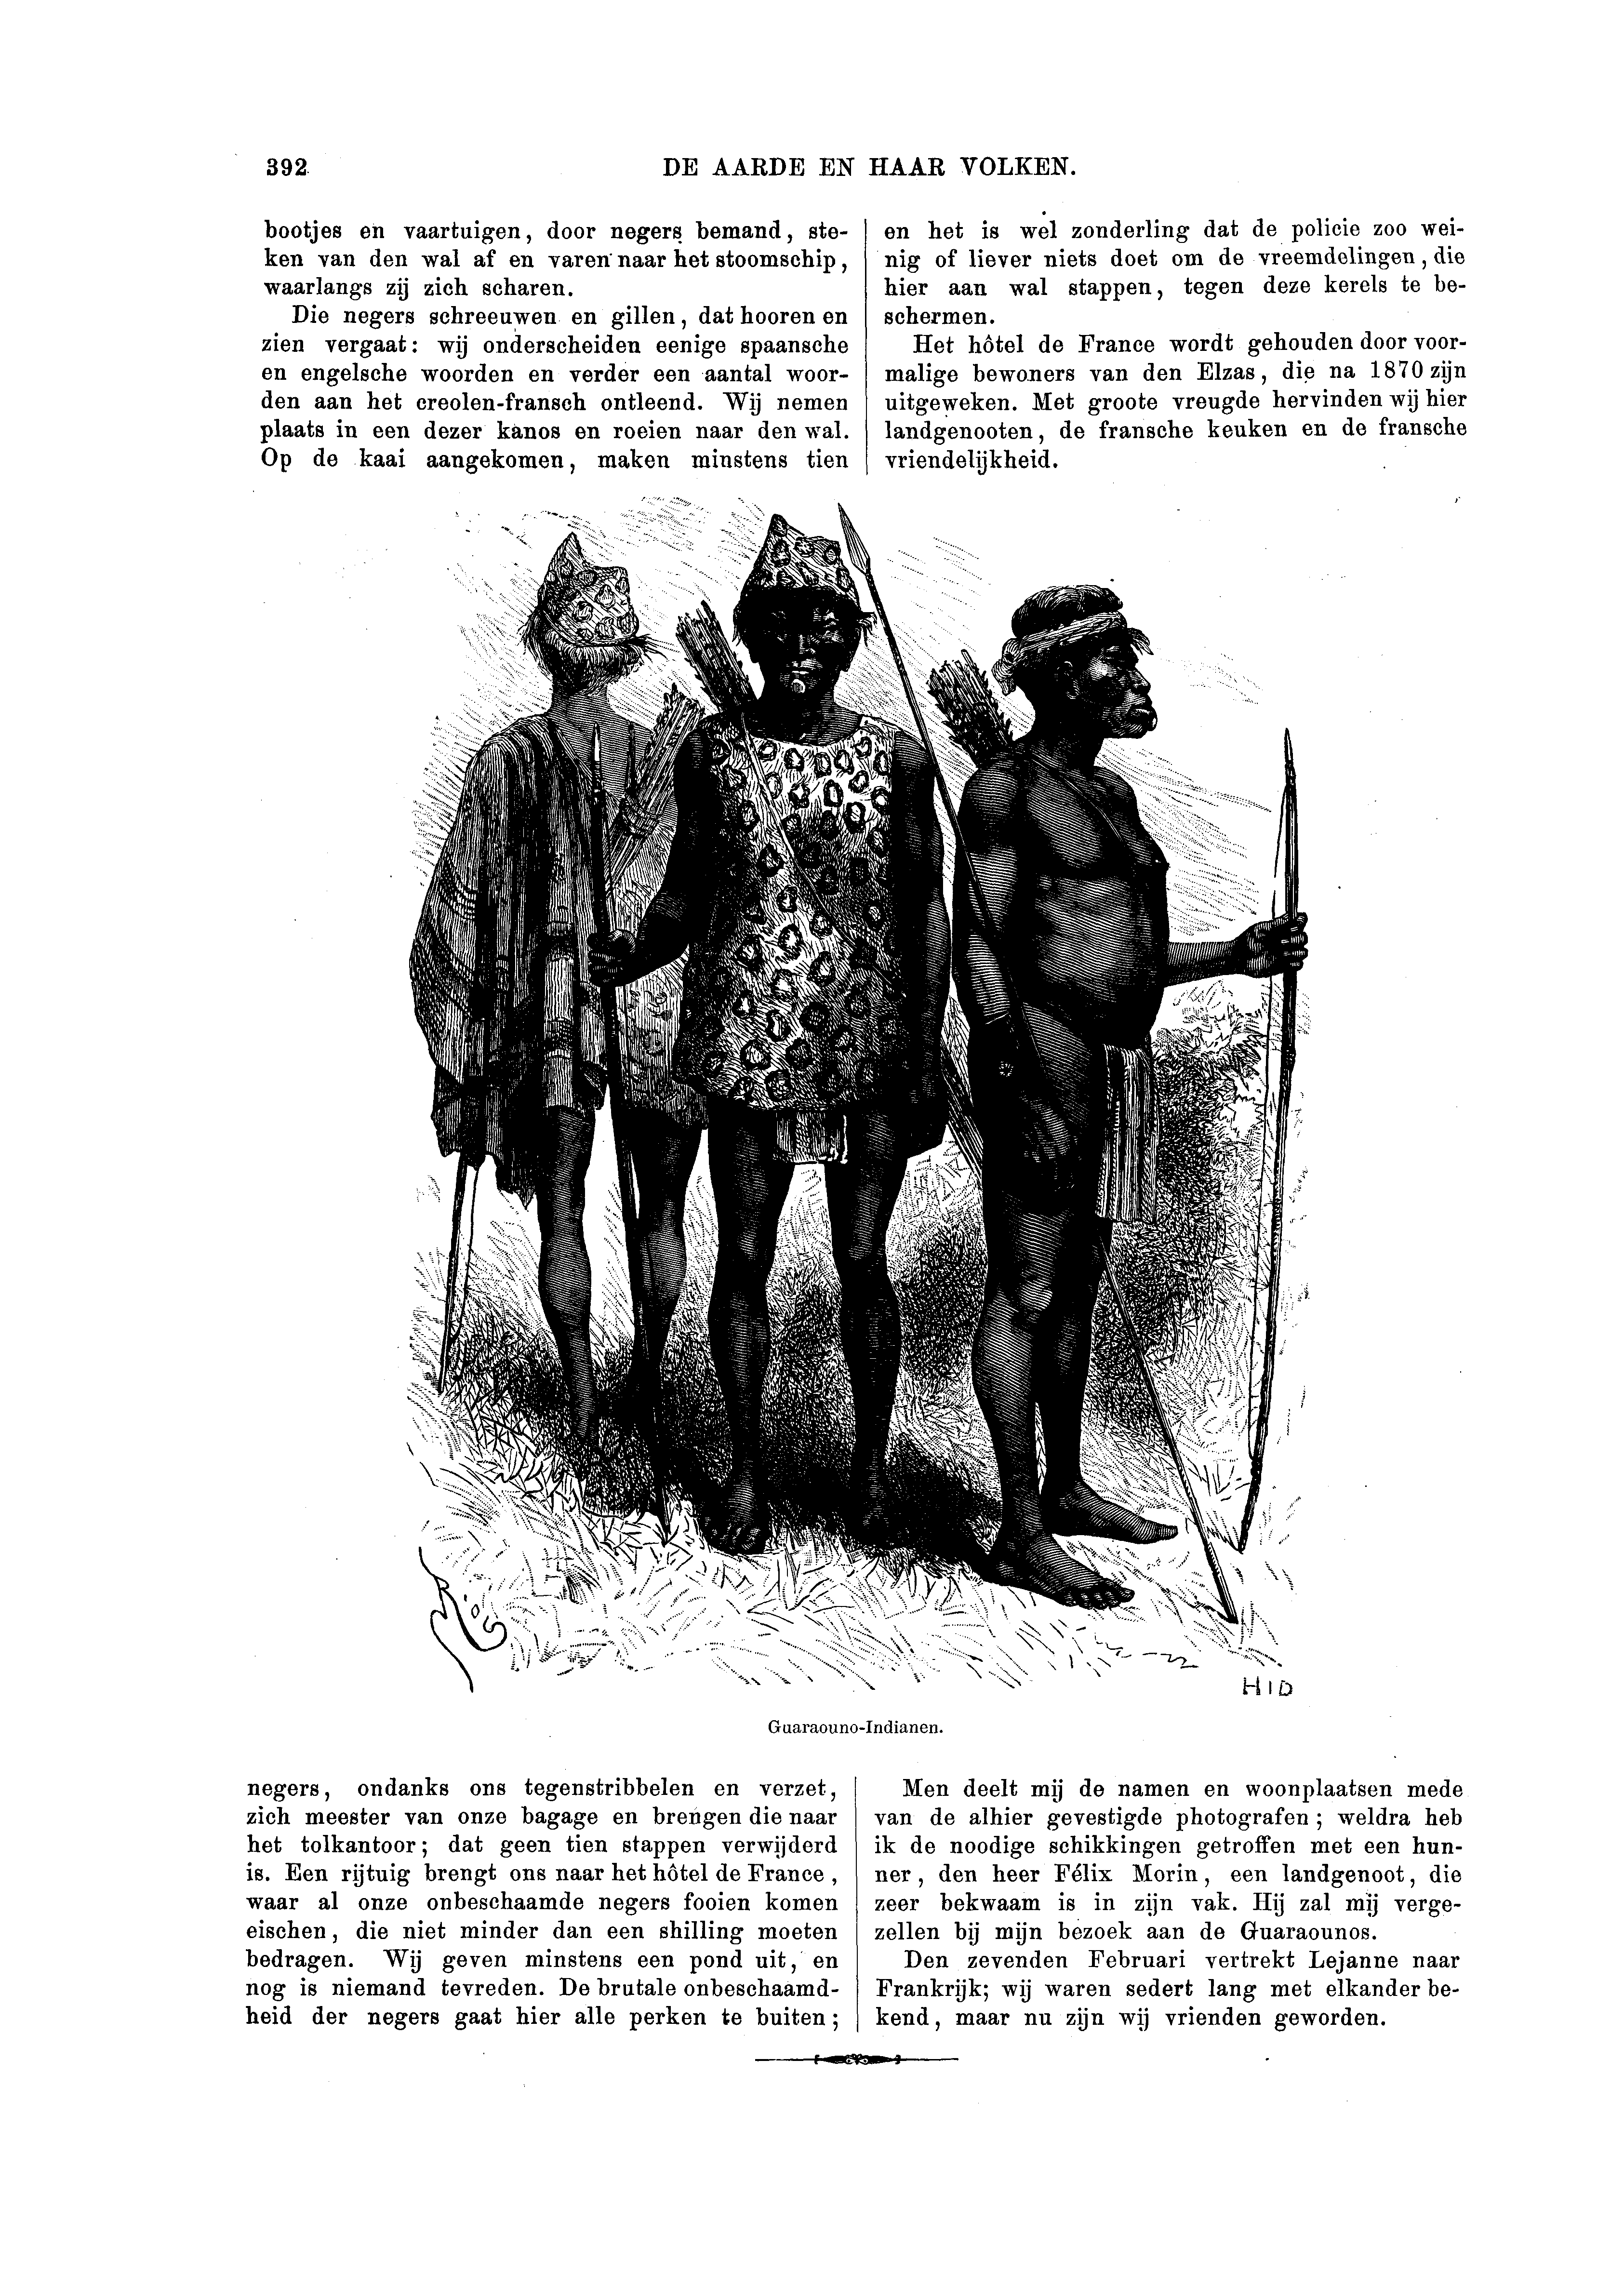 392
DE AARDE EN HAAR VOLKEN.
bootjes en vaartuigen, door negers bemand, ste-
ken van den wal af en varen naar het stoomschip,
waarlangs zij zich scharen.
Die negers schreeuwen en gillen, dat hooren en
zien vergaat: wij onderscheiden eenige spaansche
en engelsche woorden en verder een aantal woor-
den aan het creolen-fransch ontleend. Wij nemen
plaats in een dezer kanos en roeien naar den wal.
Op de kaai aangekomen, maken minstens tien
negers, ondanks ons tegenstribbelen en verzet,
zich meester van onze bagage en brengen die naar
het tolkantoor; dat geen tien stappen verwijderd
is. Een rijtuig brengt ons naar het hôtel de France,
waar al onze onbeschaamde negers fooien komen
eischen, die niet minder dan een shilling moeten
bedragen. Wij geven minstens een pond uit, en
nog is niemand tevreden. De brutale onbeschaamd-
heid der negers gaat hier alle perken te buiten;
en het is wel zonderling dat de policie zoo wei-
nig of liever niets doet om de vreemdelingen, die
hier aan wal stappen, tegen deze kerels te be-
schermen.
Het hôtel de France wordt gehouden door voor-
malige bewoners van den Elzas, die na 1870 zijn
uitgeweken. Met groote vreugde hervinden wij hier
landgenooten, de fransche keuken en de fransche
vriendelijkheid.
Men deelt mij de namen en woonplaatsen mede
van de alhier gevestigde photografen; weldra heb
ik de noodige schikkingen getroffen met een hun-
ner, den heer Félix Morin, een landgenoot, die
zeer bekwaam is in zijn vak. Hij zal mij verge-
zellen bij mijn bezoek aan de Guaraounos.
Den zevenden Februari vertrekt Lejanne naar
Frankrijk; wij waren sedert lang met elkander be-
kend, maar nu zijn wij vrienden geworden.
HID
Guaraouno-Indianen.